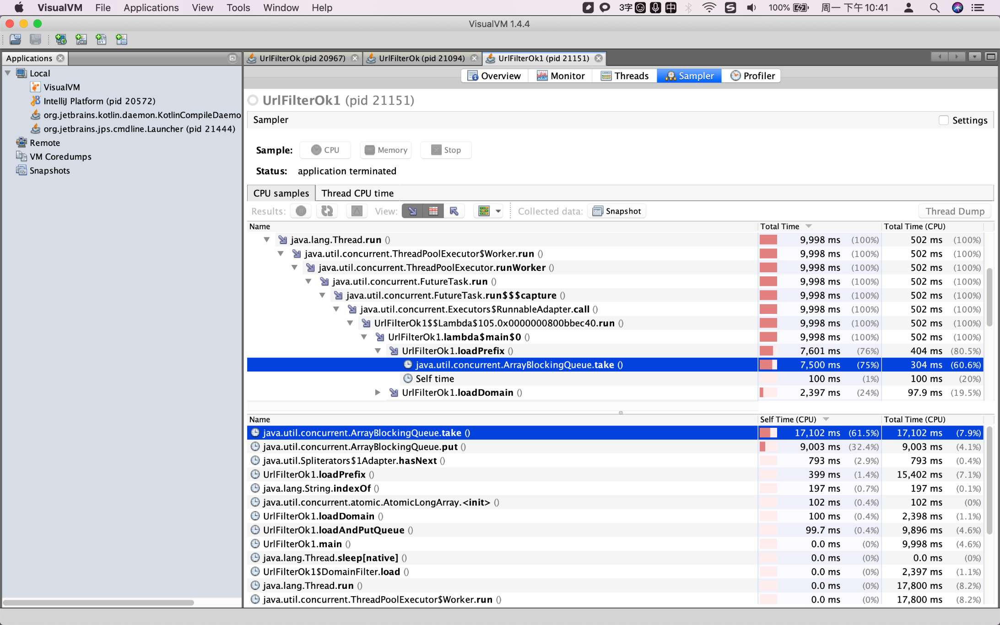 VisualVM File Applications View Tools Window Help 3字 中 100% 周一 下午10:41
VisualVM 1.4.4
Applications
UrlFilterOk (pid 20967) UrlFilterOk (pid 21094) UrlFilterOk1 (pid 21151)
Local
VisualVM
IntelliJ Platform (pid 20572)
org.jetbrains.kotlin.daemon.KotlinCompileDaemo
org.jetbrains.jps.cmdline.Launcher (pid 21444)
Remote
VM Coredumps
Snapshots
Overview Monitor Threads Sampler Profiler
UrlFilterOk1 (pid 21151)
Sampler Settings
Sample: CPU Memory Stop
Status: application terminated
CPU samples Thread CPU time
Results: View: Collected data: Snapshot Thread Dump
Name Total Time Total Time (CPU)
java.lang.Thread.run () 9,998 ms (100%) 502 ms (100%)
java.util.concurrent.ThreadPoolExecutor$Worker.run () 9,998 ms (100%) 502 ms (100%)
java.util.concurrent.ThreadPoolExecutor.runWorker () 9,998 ms (100%) 502 ms (100%)
java.util.concurrent.FutureTask.run () 9,998 ms (100%) 502 ms (100%)
java.util.concurrent.FutureTask.run$$$capture () 9,998 ms (100%) 502 ms (100%)
java.util.concurrent.Executors$RunnableAdapter.call () 9,998 ms (100%) 502 ms (100%)
UrlFilterOk1$$Lambda$105.0x0000000800bbec40.run () 9,998 ms (100%) 502 ms (100%)
UrlFilterOk1.lambda$main$0 () 9,998 ms (100%) 502 ms (100%)
UrlFilterOk1.loadPrefix () 7,601 ms (76%) 404 ms (80.5%)
java.util.concurrent.ArrayBlockingQueue.take () 7,500 ms (75%) 304 ms (60.6%)
Self time 100 ms (1%) 100 ms (20%)
UrlFilterOk1.loadDomain () 2,397 ms (24%) 97.9 ms (19.5%)
Name Self Time (CPU) Total Time (CPU)
java.util.concurrent.ArrayBlockingQueue.take () 17,102 ms (61.5%) 17,102 ms (7.9%)
java.util.concurrent.ArrayBlockingQueue.put () 9,003 ms (32.4%) 9,003 ms (4.1%)
java.util.Spliterators$1Adapter.hasNext () 793 ms (2.9%) 793 ms (0.4%)
UrlFilterOk1.loadPrefix () 399 ms (1.4%) 15,402 ms (7.1%)
java.lang.String.indexOf () 197 ms (0.7%) 197 ms (0.1%)
java.util.concurrent.atomic.AtomicLongArray.<init> () 102 ms (0.4%) 102 ms (0%)
UrlFilterOk1.loadDomain () 100 ms (0.4%) 2,398 ms (1.1%)
UrlFilterOk1.loadAndPutQueue () 99.7 ms (0.4%) 9,896 ms (4.6%)
UrlFilterOk1.main () 0.0 ms (0%) 9,998 ms (4.6%)
java.lang.Thread.sleep[native] () 0.0 ms (0%) 0.0 ms (0%)
UrlFilterOk1$DomainFilter.load () 0.0 ms (0%) 2,397 ms (1.1%)
java.lang.Thread.run () 0.0 ms (0%) 17,800 ms (8.2%)
java.util.concurrent.ThreadPoolExecutor$Worker.run () 0.0 ms (0%) 17,800 ms (8.2%)